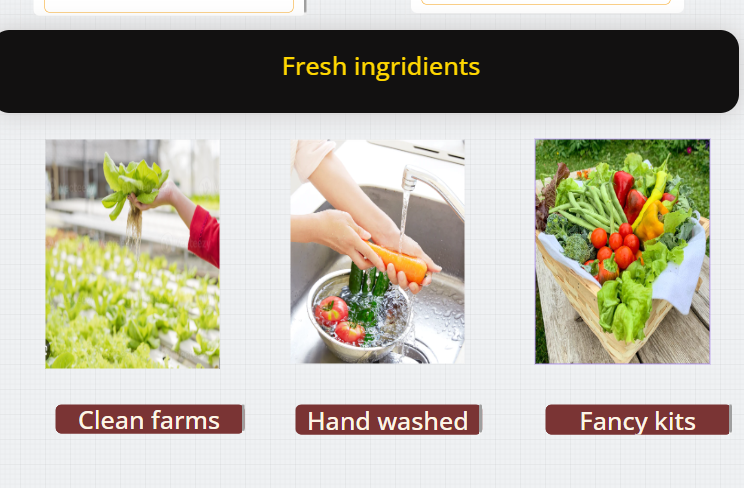 Fresh ingridients
Clean farms
Hand washed
Fancy kits